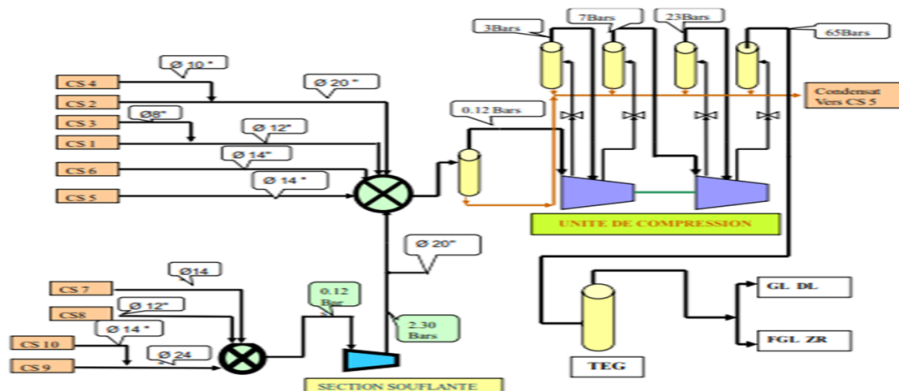 3Bars
7Bars
23Bars
65Bars
Ø 10 "
CS 4
Ø 20"
CS 2
Ø8"
CS 3
Ø 12"
CS 1
Ø 14"
CS 6
Ø 14 "
CS 5
0.12 Bars
Condensat
Vers CS 5
UNITE DE COMPRESSION
Ø 20"
Ø14
CS 7
Ø 12"
CS8
Ø 14 "
CS 10
Ø 24
CS 9
0.12
Bar
2.30
Bars
SECTION SOUFLANTE
TEG
GL DL
FGL ZR